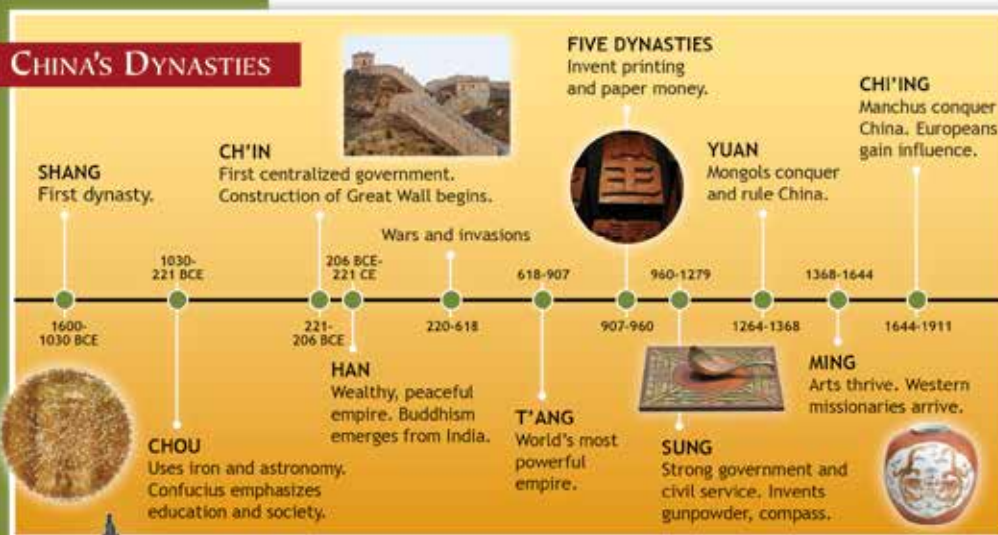 CHINA'S DYNASTIES
SHANG
First dynasty.
1600-
1030 BCE
1030-
221 BCE
CHOU
Uses iron and astronomy.
Confucius emphasizes
education and society.
CH'IN
First centralized government.
Construction of Great Wall begins.
221-
206 BCE
206 BCE-
221 CE
HAN
Wealthy, peaceful
empire. Buddhism
emerges from India.
Wars and invasions
220-618
618-907
T'ANG
World's most
powerful
empire.
FIVE DYNASTIES
Invent printing
and paper money.
907-960
960-1279
SUNG
Strong government and
civil service. Invents
gunpowder, compass.
YUAN
Mongols conquer
and rule China.
1264-1368
1368-1644
MING
Arts thrive. Western
missionaries arrive.
CHI'ING
Manchus conquer
China. Europeans
gain influence.
1644-1911